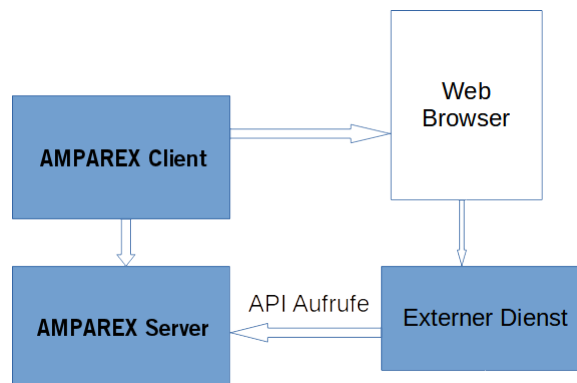 Web
Browser
AMPAREX Client
API Aufrufe
AMPAREX Server
Externer Dienst